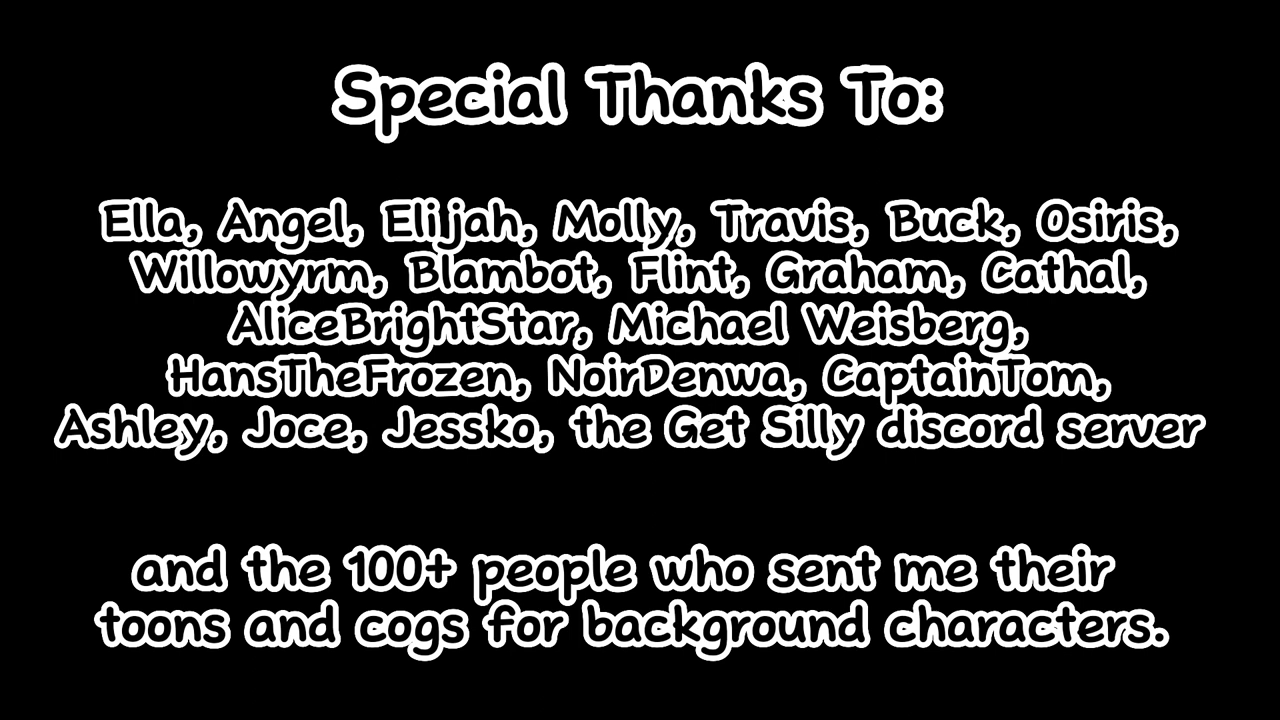 Special Thanks To:
Ella, Angel, Elijah, Molly, Travis, Buck, Osiris,
Willowyrm, Blambot, Flint, Graham, Cathal,
AliceBrightStar, Michael Weisberg,
HansTheFrozen, NoirDenwa, CaptainTom,
Ashley, Joce, Jessko, the Get Silly discord server
and the 100+ people who sent me their
toons and cogs for background characters.